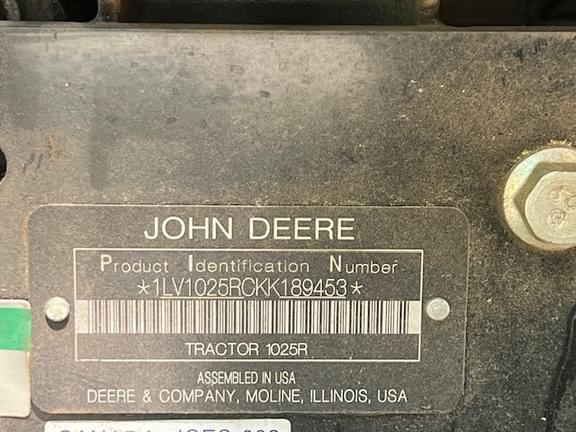 JOHN DEERE
Product Identification Number
*1LV1025RCKK189453*
TRACTOR 1025R
ASSEMBLED IN USA
DEERE & COMPANY, MOLINE, ILLINOIS, USA